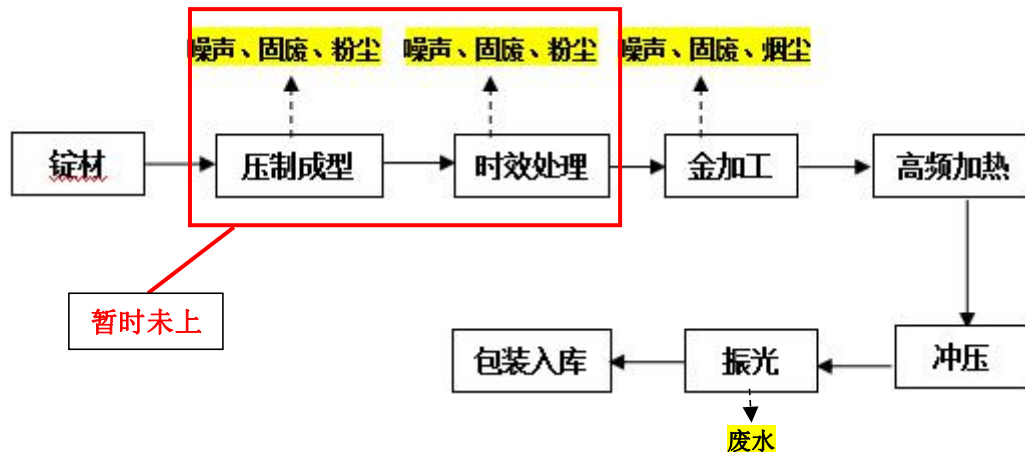 噪声、固废、粉尘
噪声、固废、粉尘
噪声、固废、烟尘
锭材
压制成型
时效处理
金加工
高频加热
暂时未上
包装入库
振光
冲压
废水